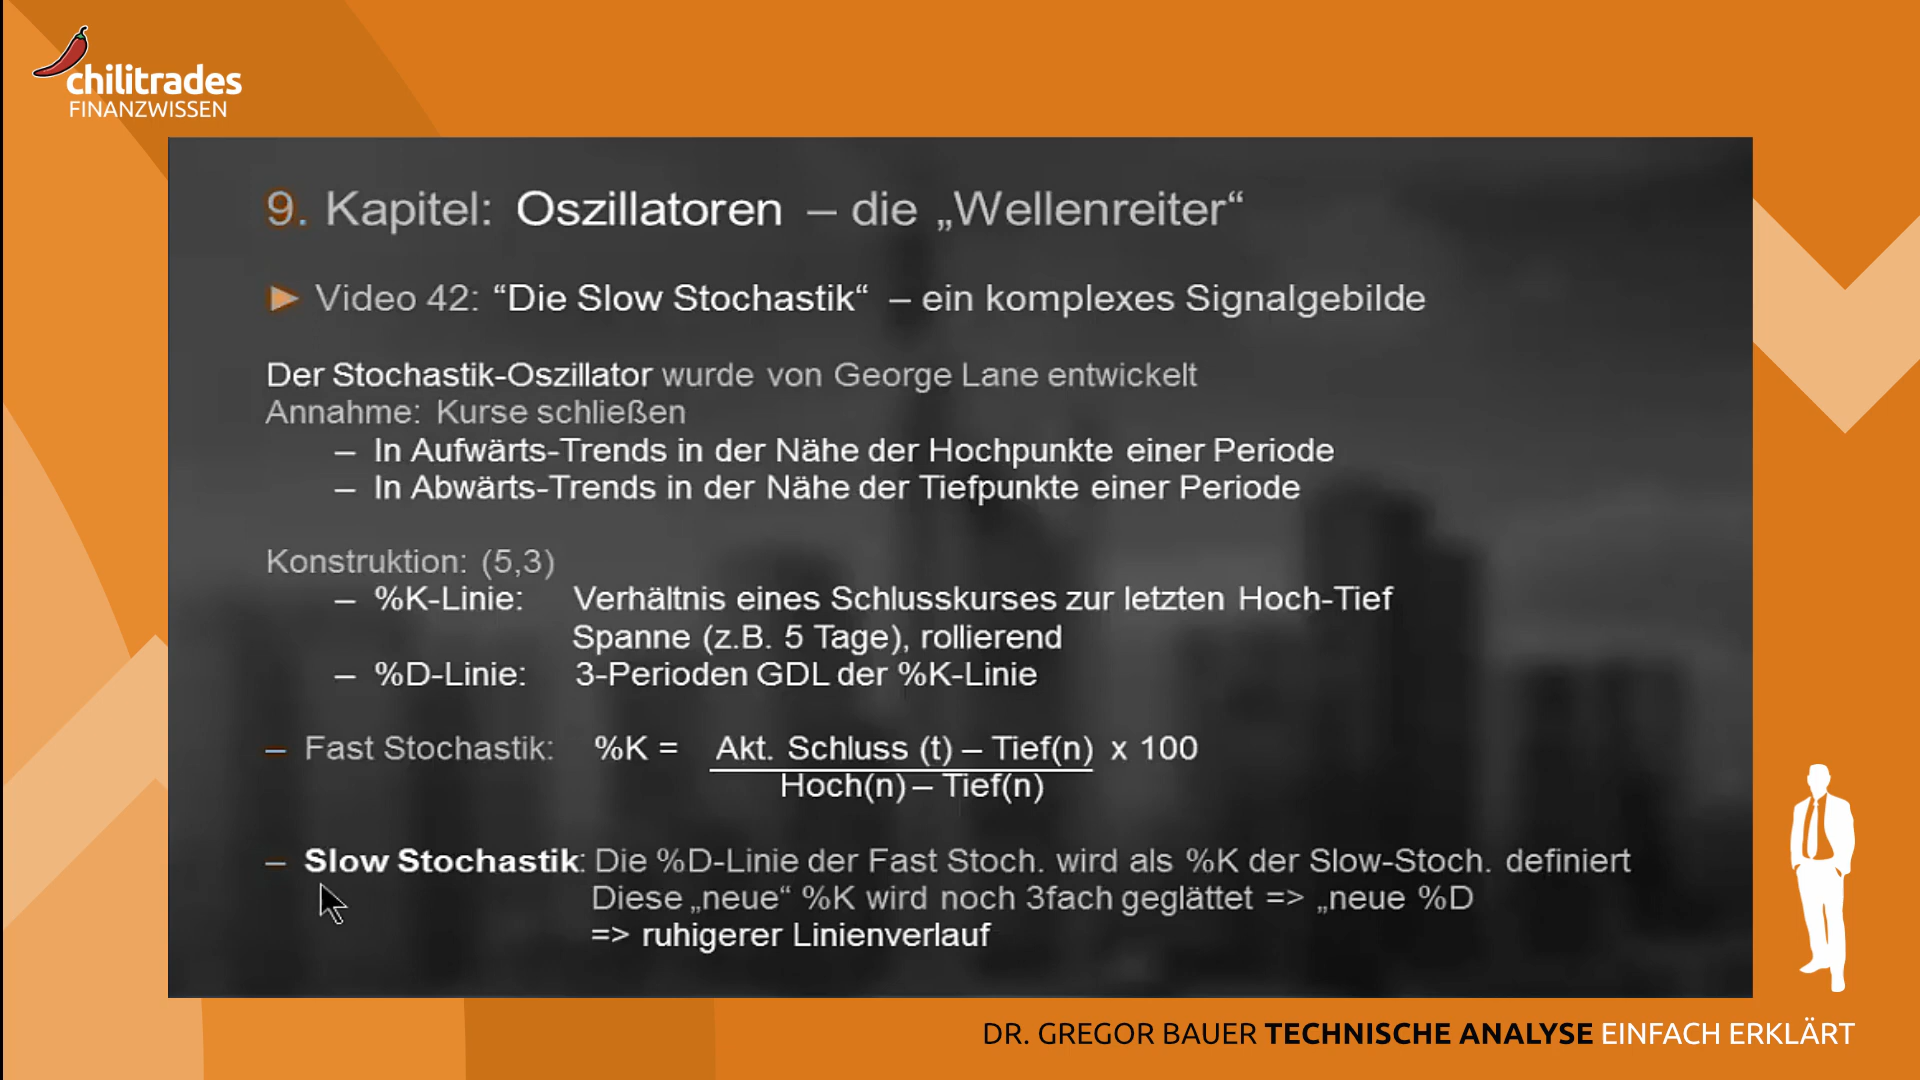 chilitrades
FINANZWISSEN
9. Kapitel: Oszillatoren – die „Wellenreiter“
► Video 42: “Die Slow Stochastik“ – ein komplexes Signalgebilde
Der Stochastik-Oszillator wurde von George Lane entwickelt
Annahme: Kurse schließen
– In Aufwärts-Trends in der Nähe der Hochpunkte einer Periode
– In Abwärts-Trends in der Nähe der Tiefpunkte einer Periode
Konstruktion: (5,3)
– %K-Linie: Verhältnis eines Schlusskurses zur letzten Hoch-Tief
Spanne (z.B. 5 Tage), rollierend
– %D-Linie: 3-Perioden GDL der %K-Linie
– Fast Stochastik: %K = Akt. Schluss (t) – Tief(n) x 100
Hoch(n) – Tief(n)
– Slow Stochastik: Die %D-Linie der Fast Stoch. wird als %K der Slow-Stoch. definiert
Diese „neue“ %K wird noch 3fach geglättet => „neue %D
=> ruhigerer Linienverlauf
DR. GREGOR BAUER TECHNISCHE ANALYSE EINFACH ERKLÄRT